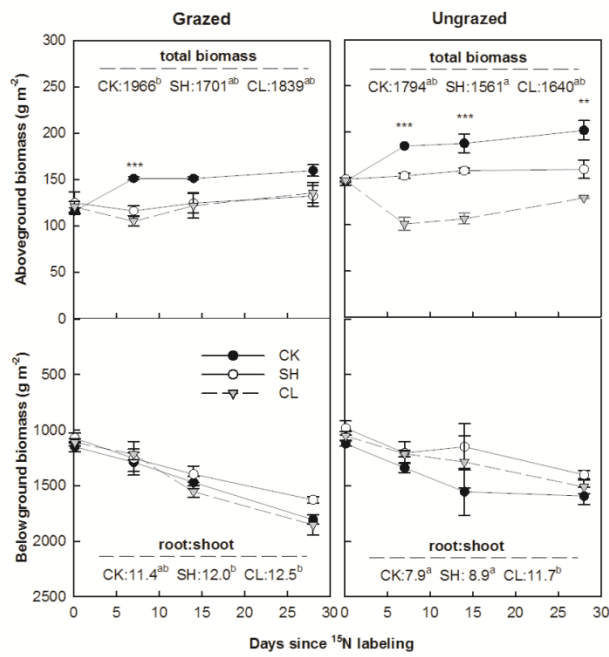 Grazed Ungrazed
300
total biomass total biomass
CK:1966ᵇ SH:1701ᵃᵇ CL:1839ᵃᵇ CK:1794ᵃᵇ SH:1561ᵃ CL:1640ᵃᵇ
250
*** *** *** **
200
150
100
50
0
Aboveground biomass (g m⁻²)
CK
SH
CL
500
1000
1500
2000
2500
Belowground biomass (g m⁻²)
root:shoot root:shoot
CK:11.4ᵃᵇ SH:12.0ᵇ CL:12.5ᵇ CK:7.9ᵃ SH: 8.9ᵃ CL:11.7ᵇ
0 5 10 15 20 25 30 0 5 10 15 20 25 30
Days since ¹⁵N labeling